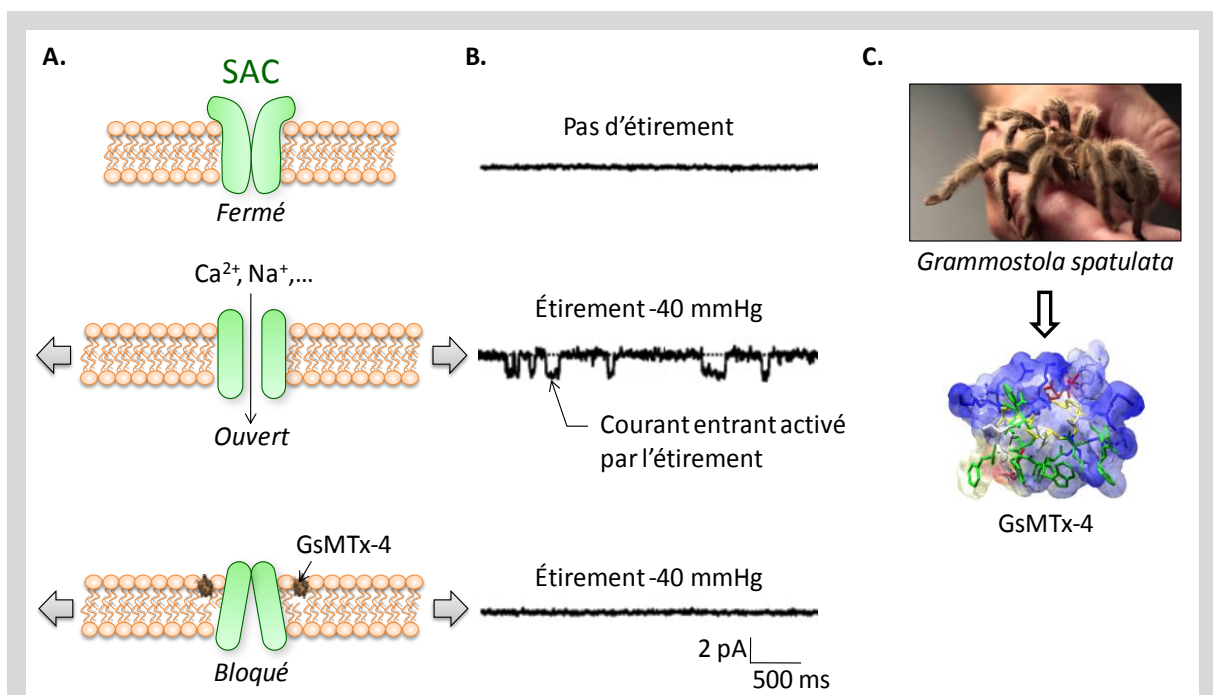 A.
SAC
Fermé
Ca²⁺, Na⁺,...
Ouvert
GsMTx-4
Bloqué
B.
Pas d'étirement
Étirement -40 mmHg
Courant entrant activé
par l'étirement
Étirement -40 mmHg
2 pA
500 ms
C.
Grammostola spatulata
GsMTx-4